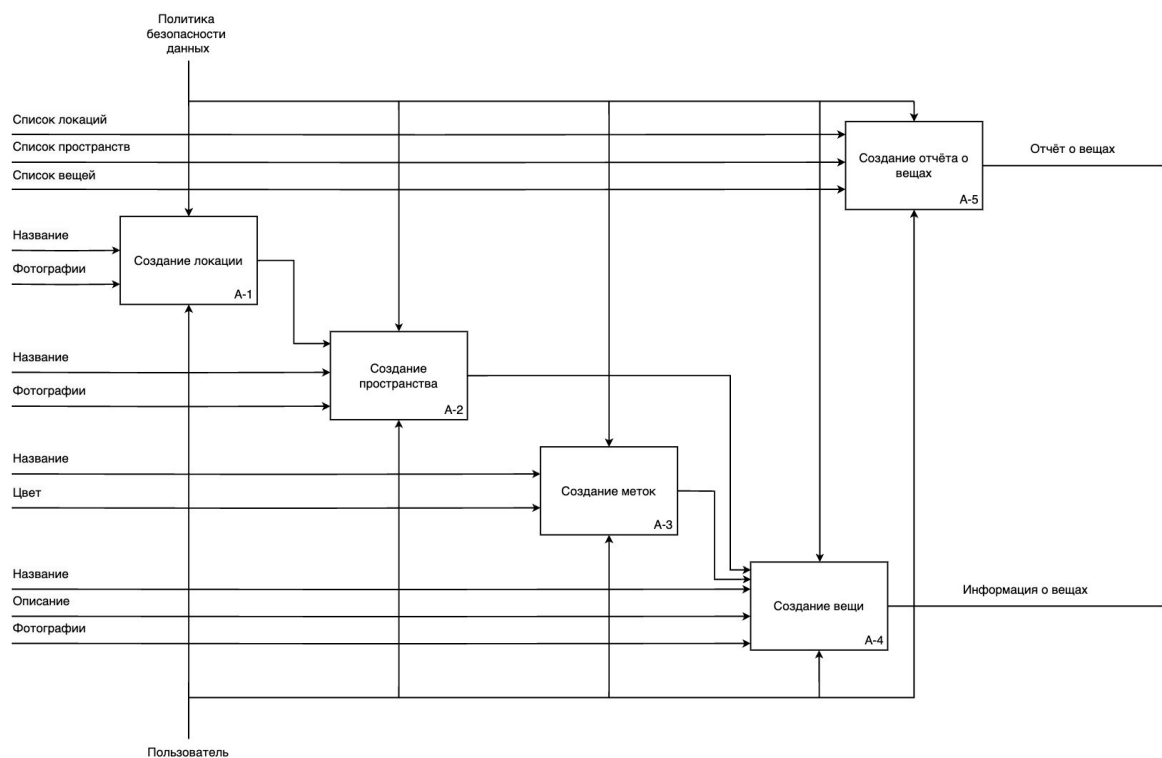 Политика
безопасности
данных
Список локаций
Список пространств
Список вещей
Создание отчёта о
вещах
A-5
Отчёт о вещах
Название
Фотографии
Создание локации
A-1
Название
Фотографии
Создание
пространства
A-2
Название
Цвет
Создание меток
A-3
Название
Описание
Фотографии
Создание вещи
A-4
Информация о вещах
Пользователь